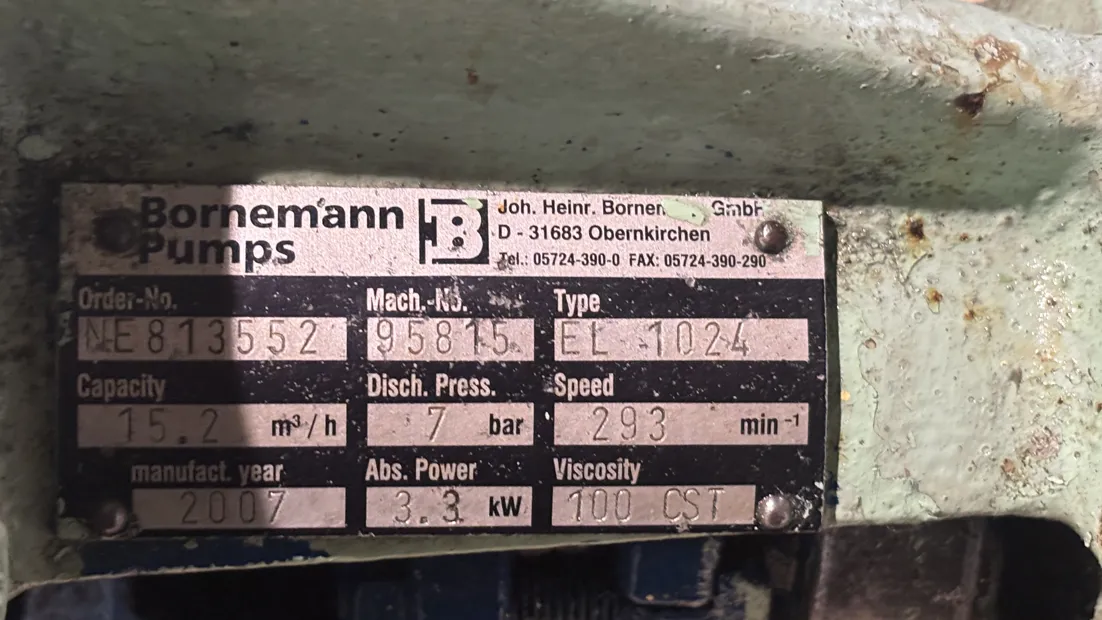 Bornemann
Pumps
B
Joh. Heinr. Bornemann GmbH
D - 31683 Obernkirchen
Tel.: 05724-390-0 FAX: 05724-390-290
Order-No. Mach.-No. Type
NE813552 95815 EL 1024
Capacity Disch. Press. Speed
15.2 m³/h 7 bar 293 min⁻¹
manufact. year Abs. Power Viscosity
2007 3.3 kW 100 CST